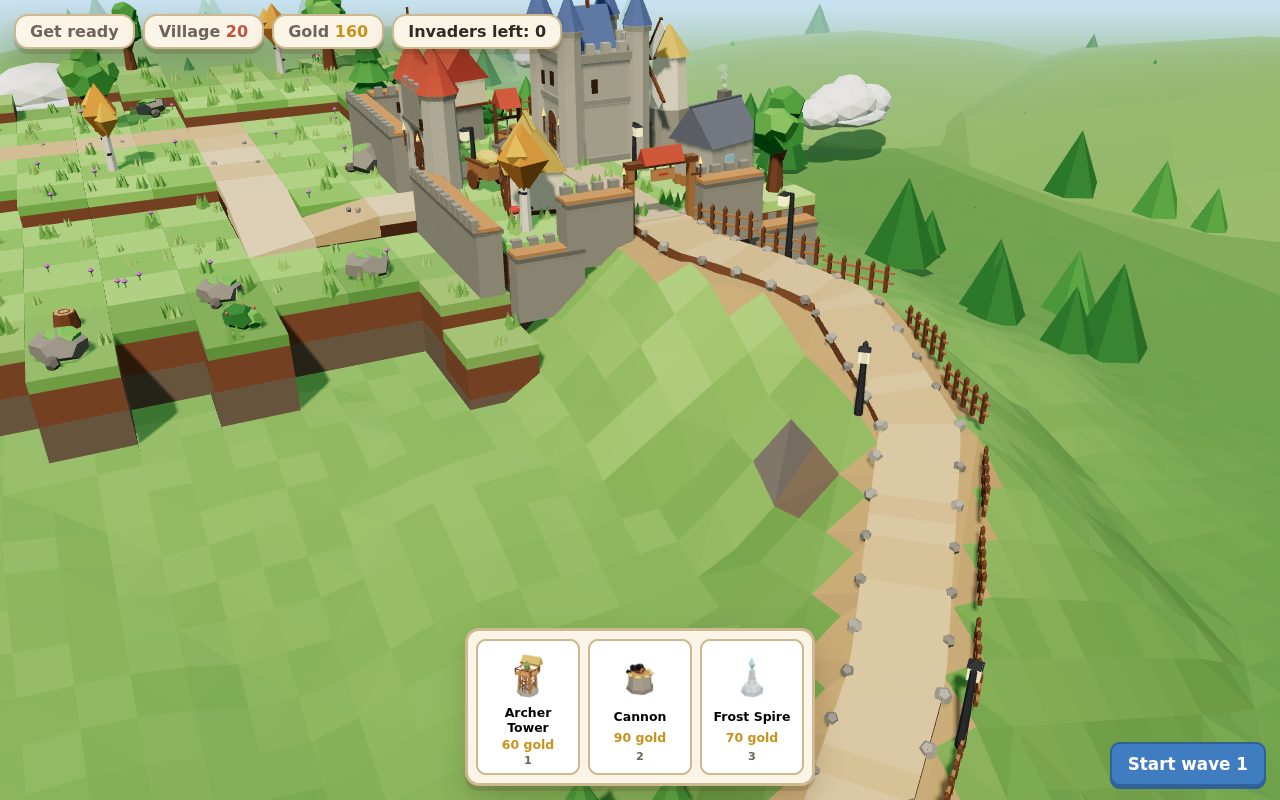 Get ready
Village 20
Gold 160
Invaders left: 0
Archer
Tower
60 gold
1
Cannon
90 gold
2
Frost Spire
70 gold
3
Start wave 1